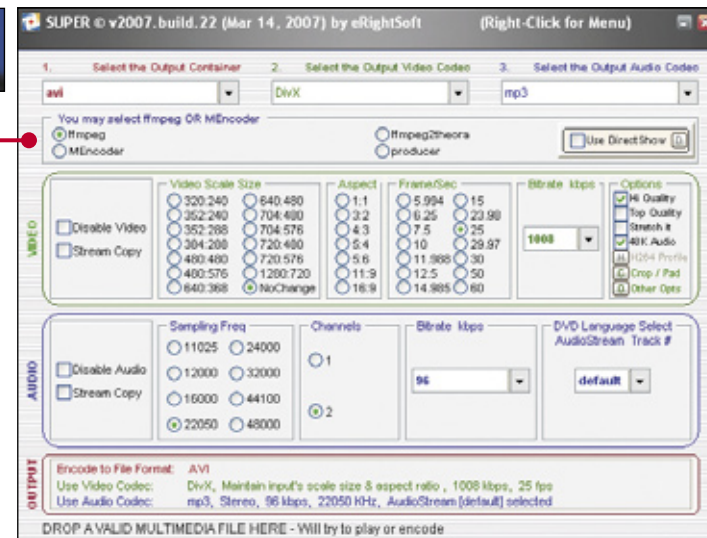 SUPER © v2007.build.22 (Mar 14, 2007) by eRightSoft (Right-Click for Menu)
1. Select the Output Container 2. Select the Output Video Codec 3. Select the Output Audio Codec
avi DivX mp3
You may select ffmpeg OR MEncoder
ffmpeg ffmpeg2theora
MEncoder producer
Use DirectShow D
VIDEO
Disable Video
Stream Copy
Video Scale Size
320:240 640:480
352:240 704:480
352:288 704:576
384:288 720:480
480:480 720:576
480:576 1280:720
640:368 NoChange
Aspect
1:1
3:2
4:3
5:4
5:6
11:9
16:9
Frame/Sec
5.994 15
6.25 23.98
7.5 25
10 29.97
11.988 30
12.5 50
14.985 60
Bitrate kbps
1008
Options
Hi Quality
Top Quality
Stretch it
48K Audio
H H264 Profile
C Crop / Pad
O Other Opts
AUDIO
Disable Audio
Stream Copy
Sampling Freq
11025 24000
12000 32000
16000 44100
22050 48000
Channels
1
2
Bitrate kbps
96
DVD Language Select
AudioStream Track #
default
OUTPUT
Encode to File Format: AVI
Use Video Codec: DivX, Maintain input's scale size & aspect ratio , 1008 kbps, 25 fps
Use Audio Codec: mp3, Stereo, 96 kbps, 22050 KHz, AudioStream [default] selected
DROP A VALID MULTIMEDIA FILE HERE - Will try to play or encode